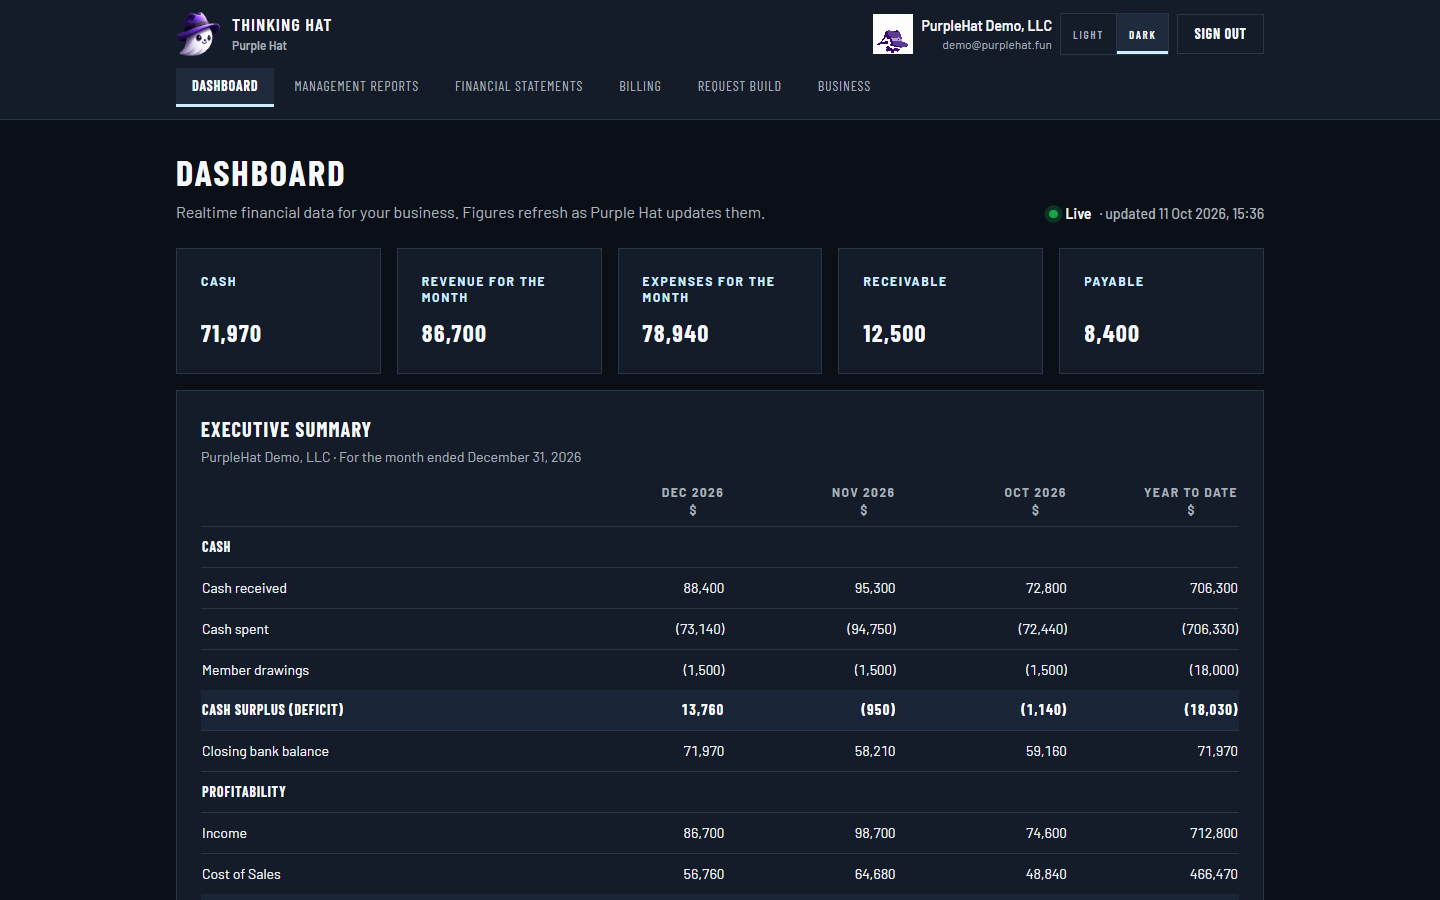 THINKING HAT
Purple Hat
PurpleHat Demo, LLC
demo@purplehat.fun
LIGHT
DARK
SIGN OUT
DASHBOARD
MANAGEMENT REPORTS
FINANCIAL STATEMENTS
BILLING
REQUEST BUILD
BUSINESS
DASHBOARD
Realtime financial data for your business. Figures refresh as Purple Hat updates them.
Live · updated 11 Oct 2026, 15:36
CASH
71,970
REVENUE FOR THE
MONTH
86,700
EXPENSES FOR THE
MONTH
78,940
RECEIVABLE
12,500
PAYABLE
8,400
EXECUTIVE SUMMARY
PurpleHat Demo, LLC · For the month ended December 31, 2026
DEC 2026 NOV 2026 OCT 2026 YEAR TO DATE
$ $ $ $
CASH
Cash received 88,400 95,300 72,800 706,300
Cash spent (73,140) (94,750) (72,440) (706,330)
Member drawings (1,500) (1,500) (1,500) (18,000)
CASH SURPLUS (DEFICIT) 13,760 (950) (1,140) (18,030)
Closing bank balance 71,970 58,210 59,160 71,970
PROFITABILITY
Income 86,700 98,700 74,600 712,800
Cost of Sales 56,760 64,680 48,840 466,470